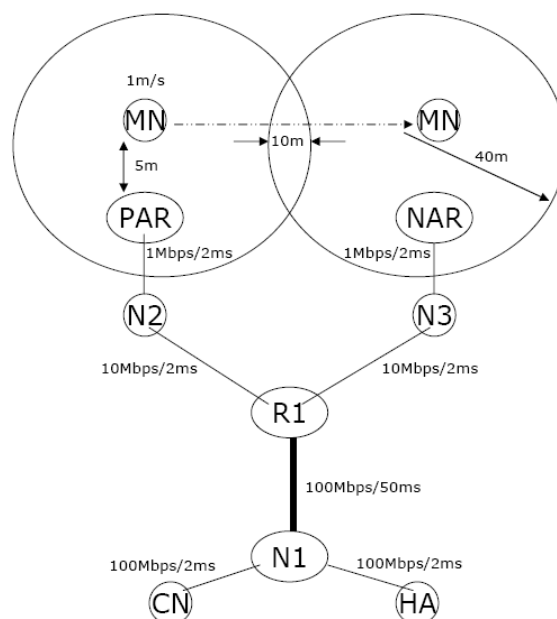 1m/s
MN
MN
10m
5m
40m
PAR
NAR
1Mbps/2ms
1Mbps/2ms
N2
N3
10Mbps/2ms
10Mbps/2ms
R1
100Mbps/50ms
N1
100Mbps/2ms
100Mbps/2ms
CN
HA